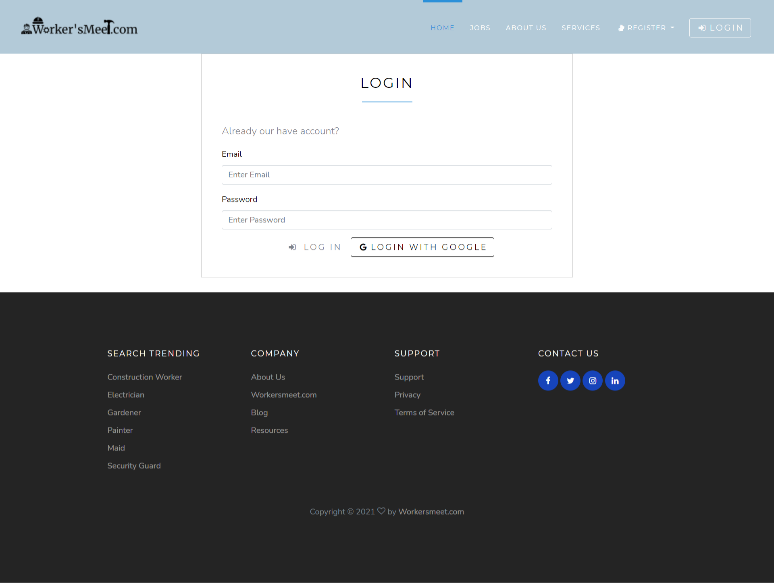 Worker'sMeeT.com
HOME JOBS ABOUT US SERVICES REGISTER LOGIN
LOGIN
Already our have account?
Email
Enter Email
Password
Enter Password
LOG IN LOGIN WITH GOOGLE
SEARCH TRENDING
Construction Worker
Electrician
Gardener
Painter
Maid
Security Guard
COMPANY
About Us
Workersmeet.com
Blog
Resources
SUPPORT
Support
Privacy
Terms of Service
CONTACT US
Copyright © 2021 ♡ by Workersmeet.com